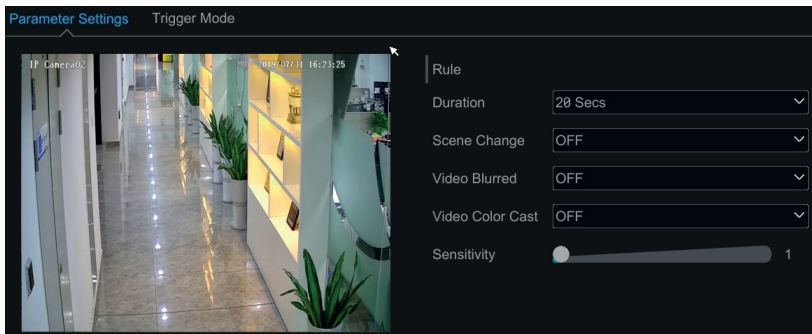 Parameter Settings Trigger Mode
IP Camera02 2019/07/31 16:23:25
Rule
Duration 20 Secs
Scene Change OFF
Video Blurred OFF
Video Color Cast OFF
Sensitivity 1